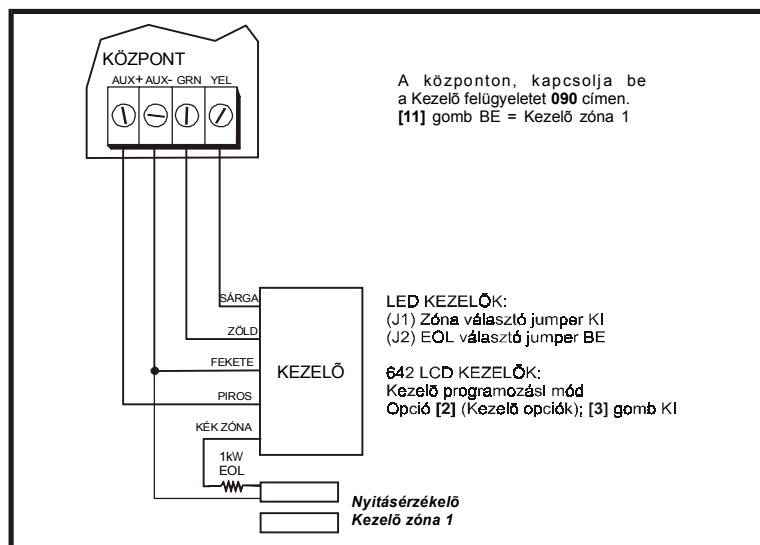 KÖZPONT
AUX+ AUX- GRN YEL
A központon, kapcsolja be
a Kezelõ felügyeletet 090 címen.
[11] gomb BE = Kezelõ zóna 1
SÁRGA
ZÖLD
FEKETE
PIROS
KÉK ZÓNA
KEZELÕ
LED KEZELÕK:
(J1) Zóna választó jumper KI
(J2) EOL választó jumper BE
642 LCD KEZELÕK:
Kezelõ programozási mód
Opció [2] (Kezelõ opciók); [3] gomb KI
1kW
EOL
Nyitásérzékelõ
Kezelõ zóna 1